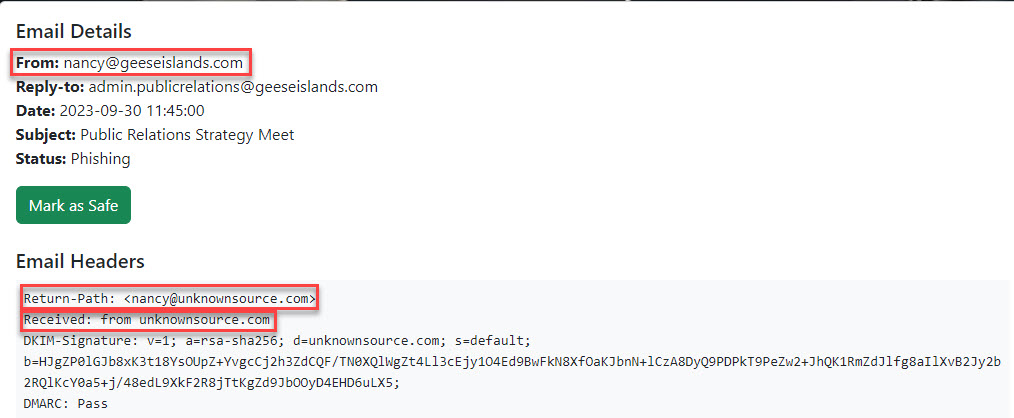 Email Details
From: nancy@geeseislands.com
Reply-to: admin.publicrelations@geeseislands.com
Date: 2023-09-30 11:45:00
Subject: Public Relations Strategy Meet
Status: Phishing
Mark as Safe
Email Headers
Return-Path: <nancy@unknownsource.com>
Received: from unknownsource.com
DKIM-Signature: v=1; a=rsa-sha256; d=unknownsource.com; s=default;
b=HJgZP0lGJb8xK3t18YsOUpZ+YvgcCj2h3ZdCQF/TN0XQlWgZt4Ll3cEjy1O4Ed9BwFkN8XfOaKJbnN+lCzA8DyQ9PDPkT9PeZw2+JhQK1RmZdJlfg8aIlXvB2Jy2b
2RQlKcY0a5+j/48edL9XkF2R8jTtKgZd9JbOOyD4EHD6uLX5;
DMARC: Pass